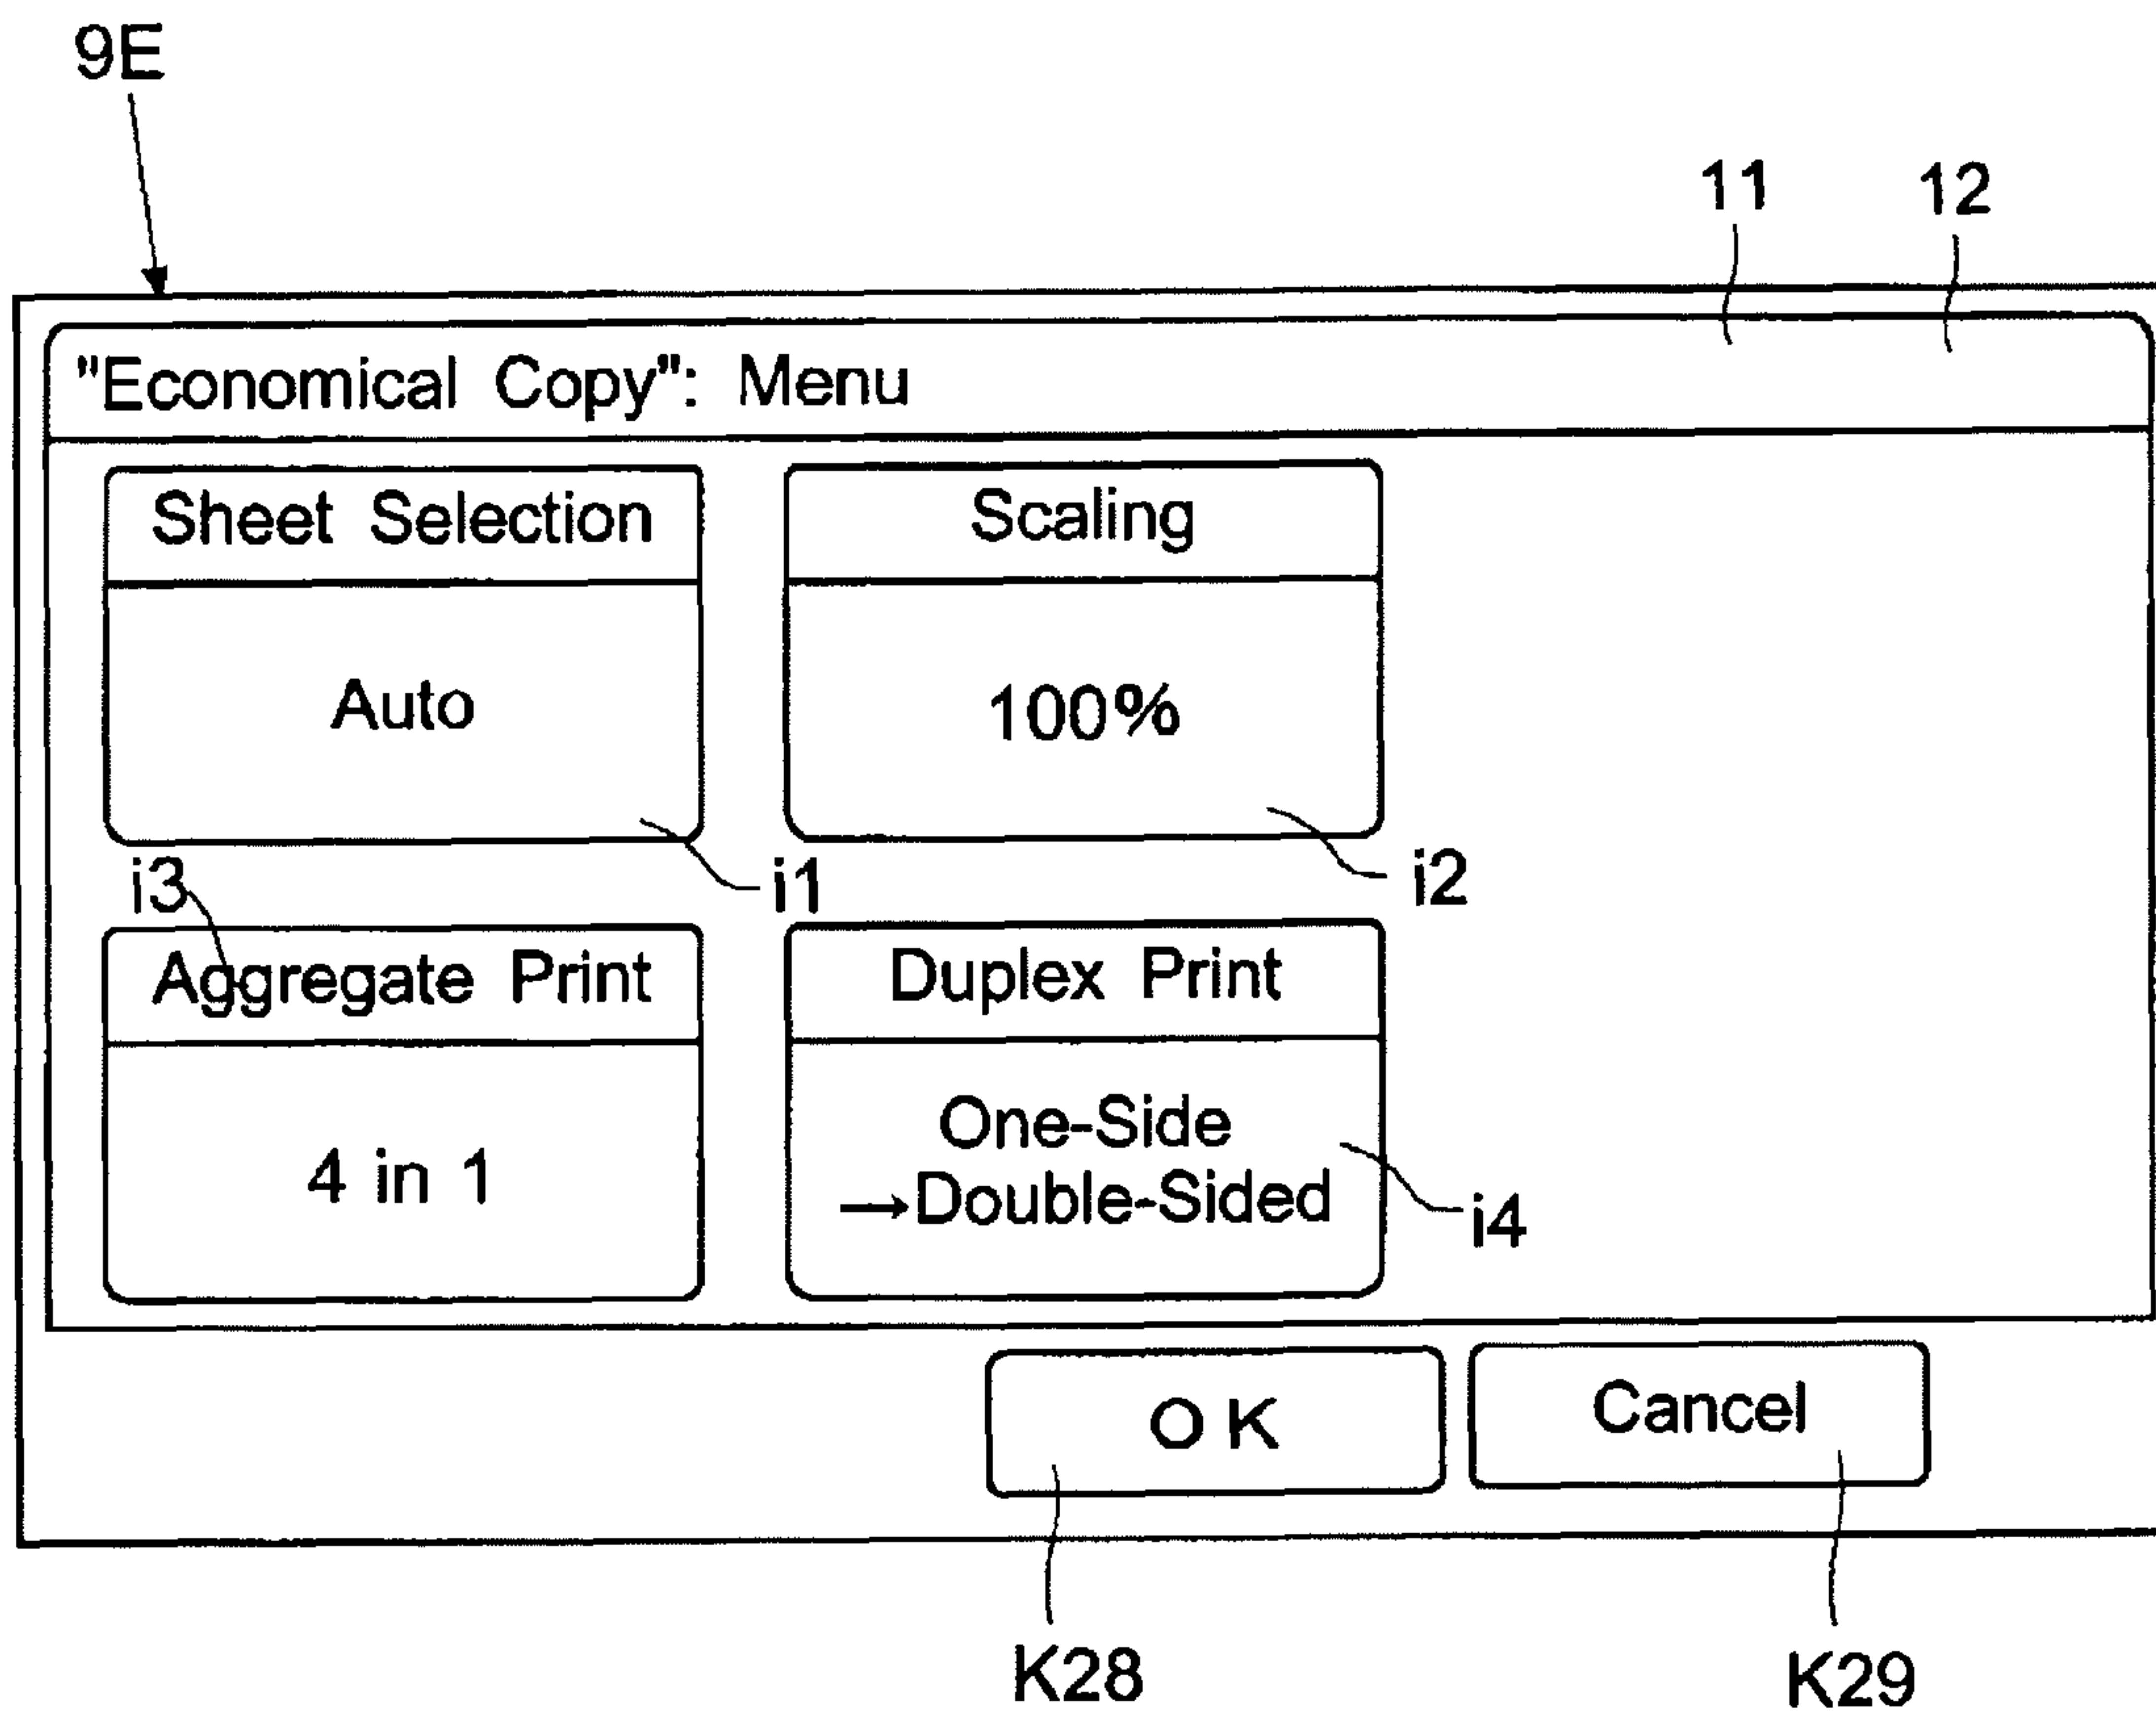 9E
11 12
"Economical Copy": Menu
Sheet Selection Scaling
Auto 100%
i3 i1 i2
Aggregate Print Duplex Print
One-Side
4 in 1
→Double-Sided
i4
OK Cancel
K28 K29